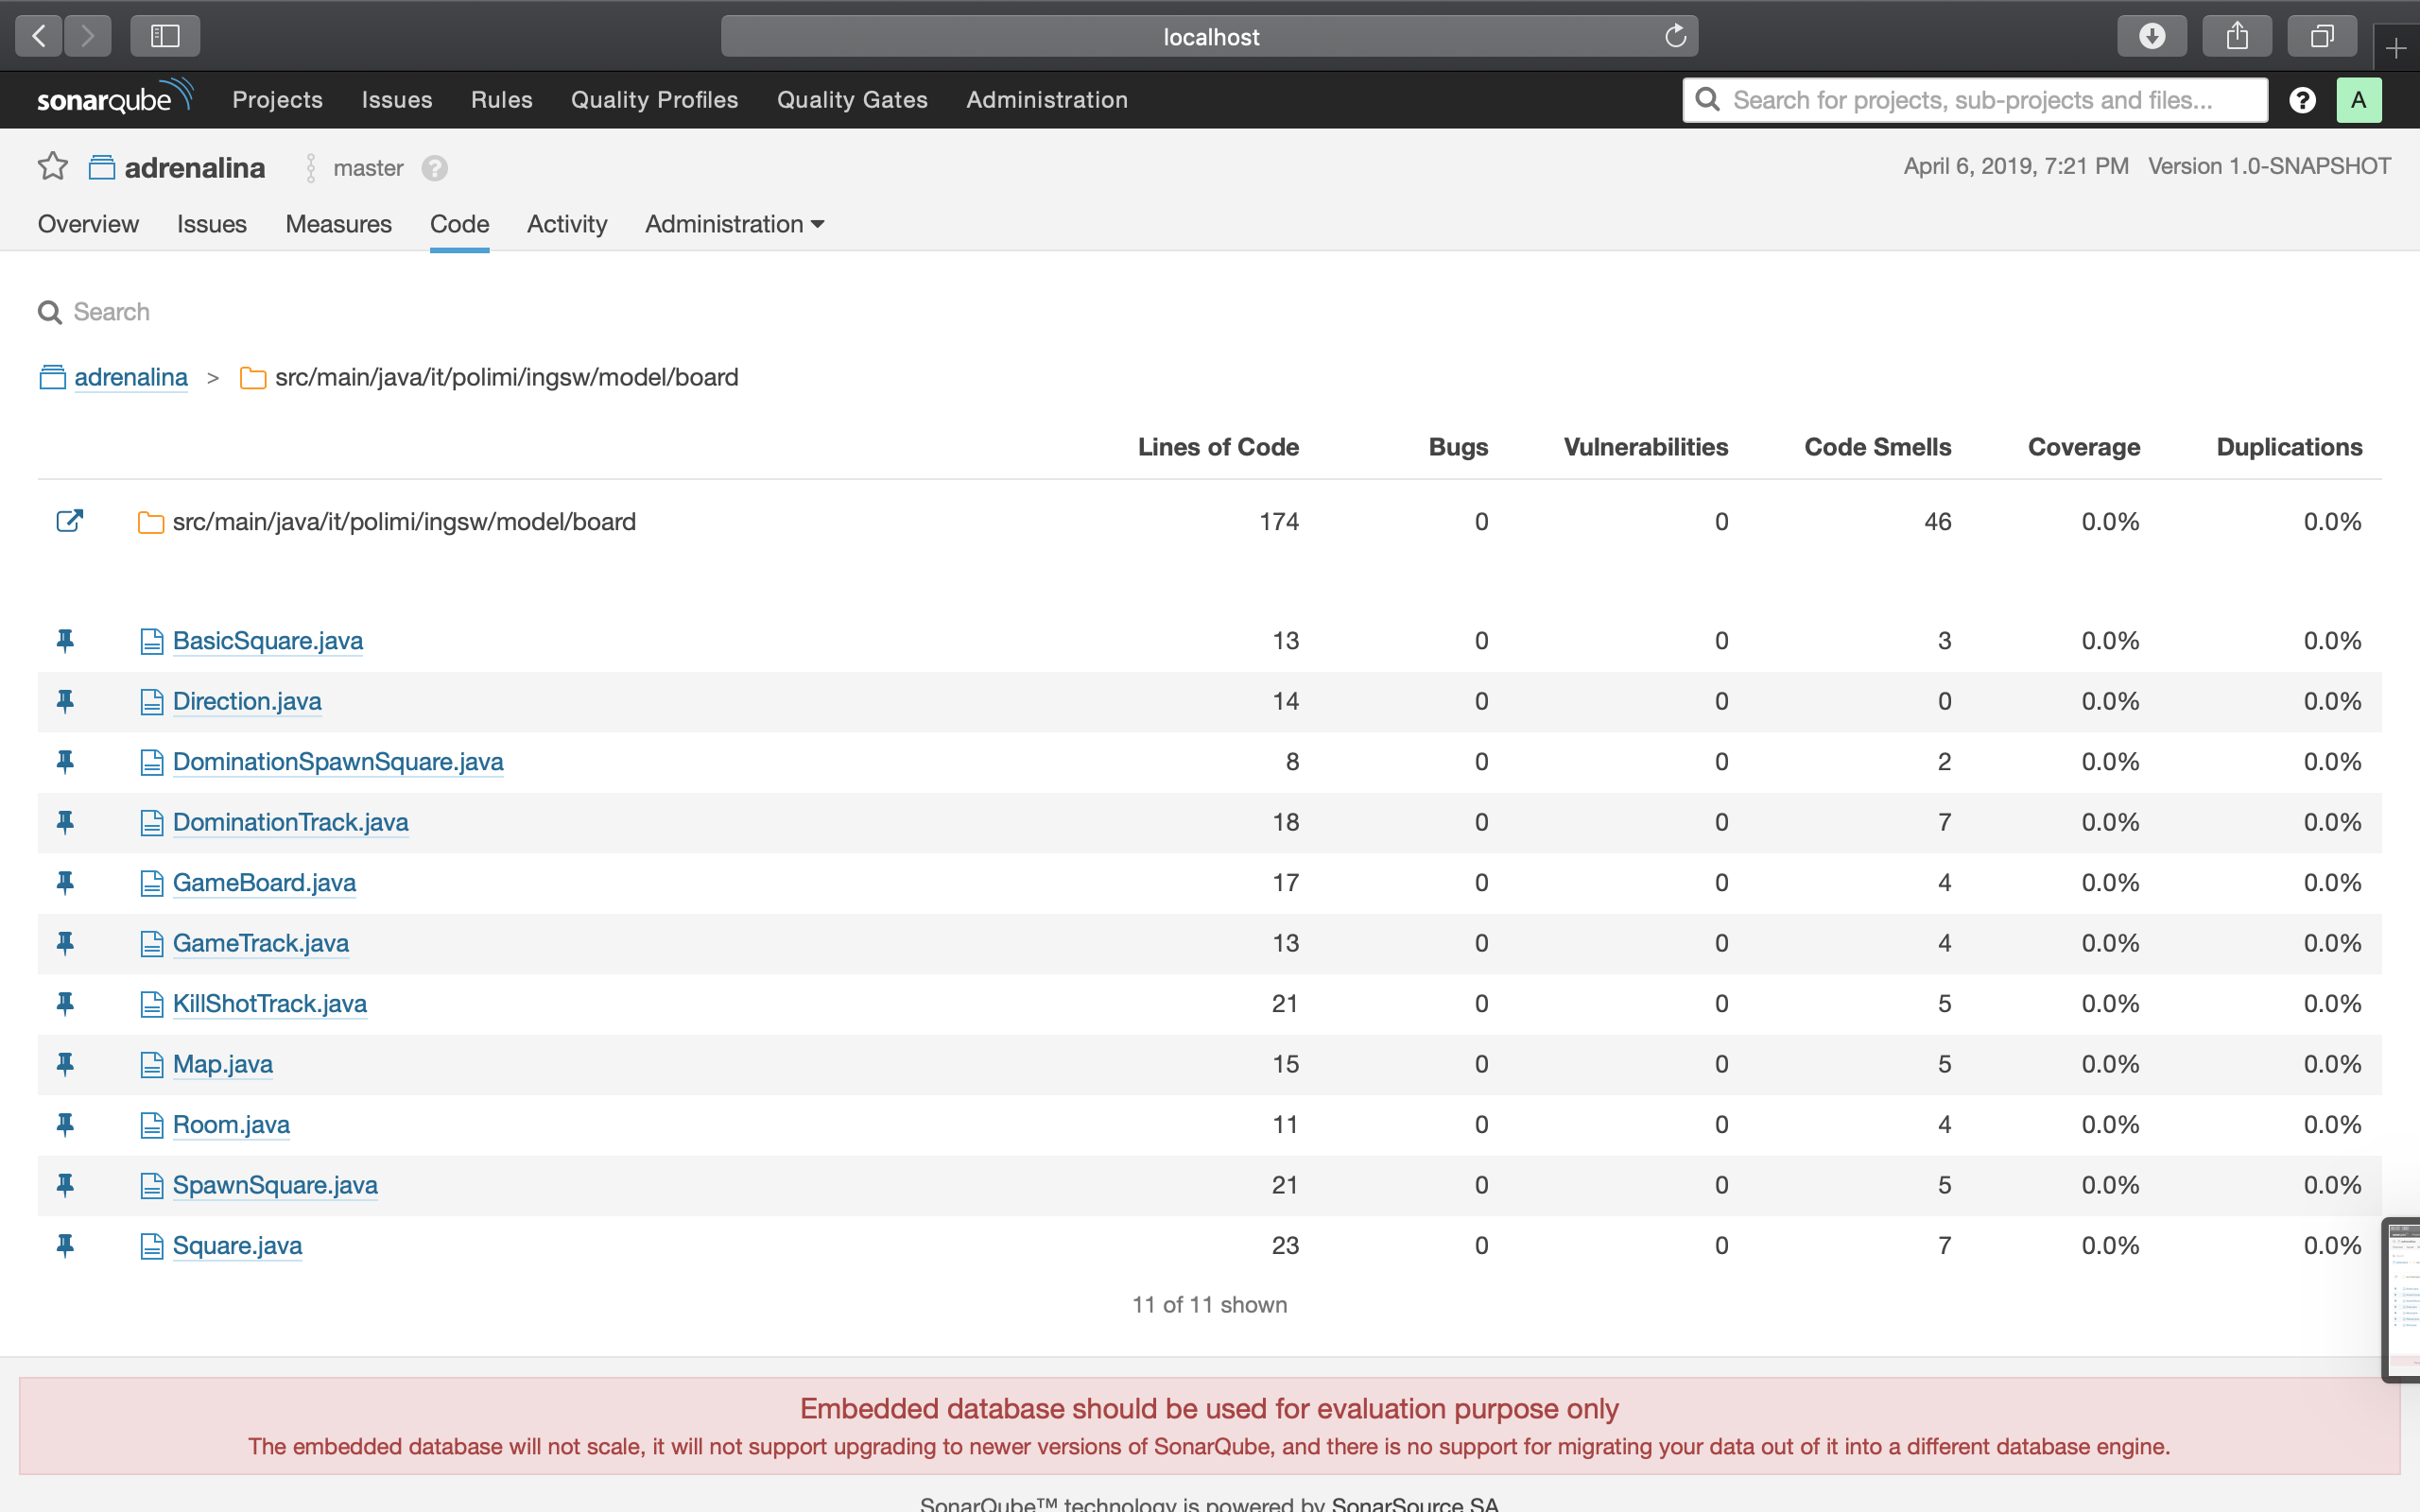 localhost
sonarqube Projects Issues Rules Quality Profiles Quality Gates Administration Search for projects, sub-projects and files... ? A
adrenalina master ? April 6, 2019, 7:21 PM Version 1.0-SNAPSHOT
Overview Issues Measures Code Activity Administration
Search
adrenalina > src/main/java/it/polimi/ingsw/model/board
Lines of Code Bugs Vulnerabilities Code Smells Coverage Duplications
src/main/java/it/polimi/ingsw/model/board 174 0 0 46 0.0% 0.0%
BasicSquare.java 13 0 0 3 0.0% 0.0%
Direction.java 14 0 0 0 0.0% 0.0%
DominationSpawnSquare.java 8 0 0 2 0.0% 0.0%
DominationTrack.java 18 0 0 7 0.0% 0.0%
GameBoard.java 17 0 0 4 0.0% 0.0%
GameTrack.java 13 0 0 4 0.0% 0.0%
KillShotTrack.java 21 0 0 5 0.0% 0.0%
Map.java 15 0 0 5 0.0% 0.0%
Room.java 11 0 0 4 0.0% 0.0%
SpawnSquare.java 21 0 0 5 0.0% 0.0%
Square.java 23 0 0 7 0.0% 0.0%
11 of 11 shown
Embedded database should be used for evaluation purpose only
The embedded database will not scale, it will not support upgrading to newer versions of SonarQube, and there is no support for migrating your data out of it into a different database engine.
SonarQube™ technology is powered by SonarSource SA